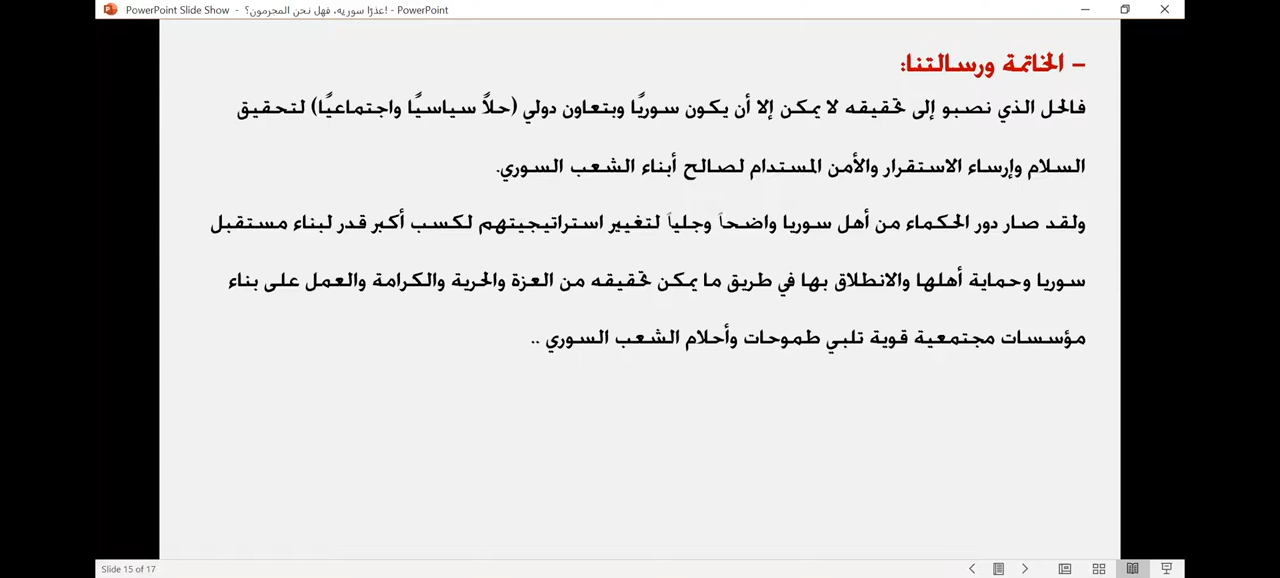 PowerPoint Slide Show - عذرًا سوريه، فهل نحن المجرمون؟! - PowerPoint
– الخاتمة ورسالتنا:
فالحل الذي نصبو إلى تحقيقه لا يمكن إلا أن يكون سوريًا وبتعاون دولي (حلاً سياسيًا واجتماعيًا) لتحقيق
السلام وإرساء الاستقرار والأمن المستدام لصالح أبناء الشعب السوري.
ولقد صار دور الحكماء من أهل سوريا واضحاَ وجلياَ لتغيير استراتيجيتهم لكسب أكبر قدر لبناء مستقبل
سوريا وحماية أهلها والانطلاق بها في طريق ما يمكن تحقيقه من العزة والحرية والكرامة والعمل على بناء
مؤسسات مجتمعية قوية تلبي طموحات وأحلام الشعب السوري ..
Slide 15 of 17